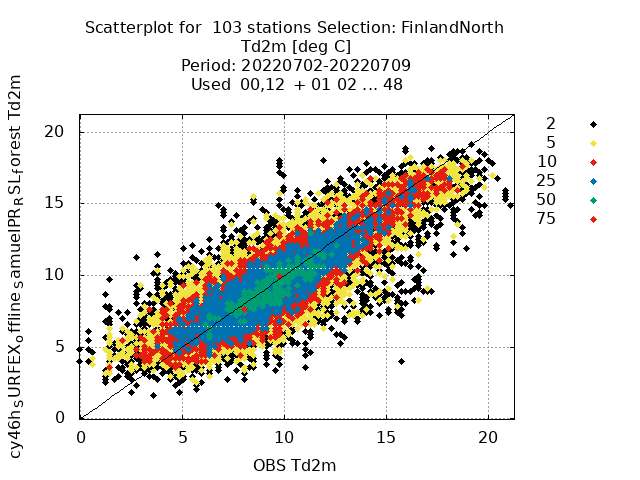 Scatterplot for 103 stations Selection: FinlandNorth
Td2m [deg C]
Period: 20220702-20220709
Used 00,12 + 01 02 ... 48
cy46h_SURFEX_offline_samuelPR_RSL_forest Td2m
20
15
10
5
0
0
5
10
15
20
OBS Td2m
2
5
10
25
50
75